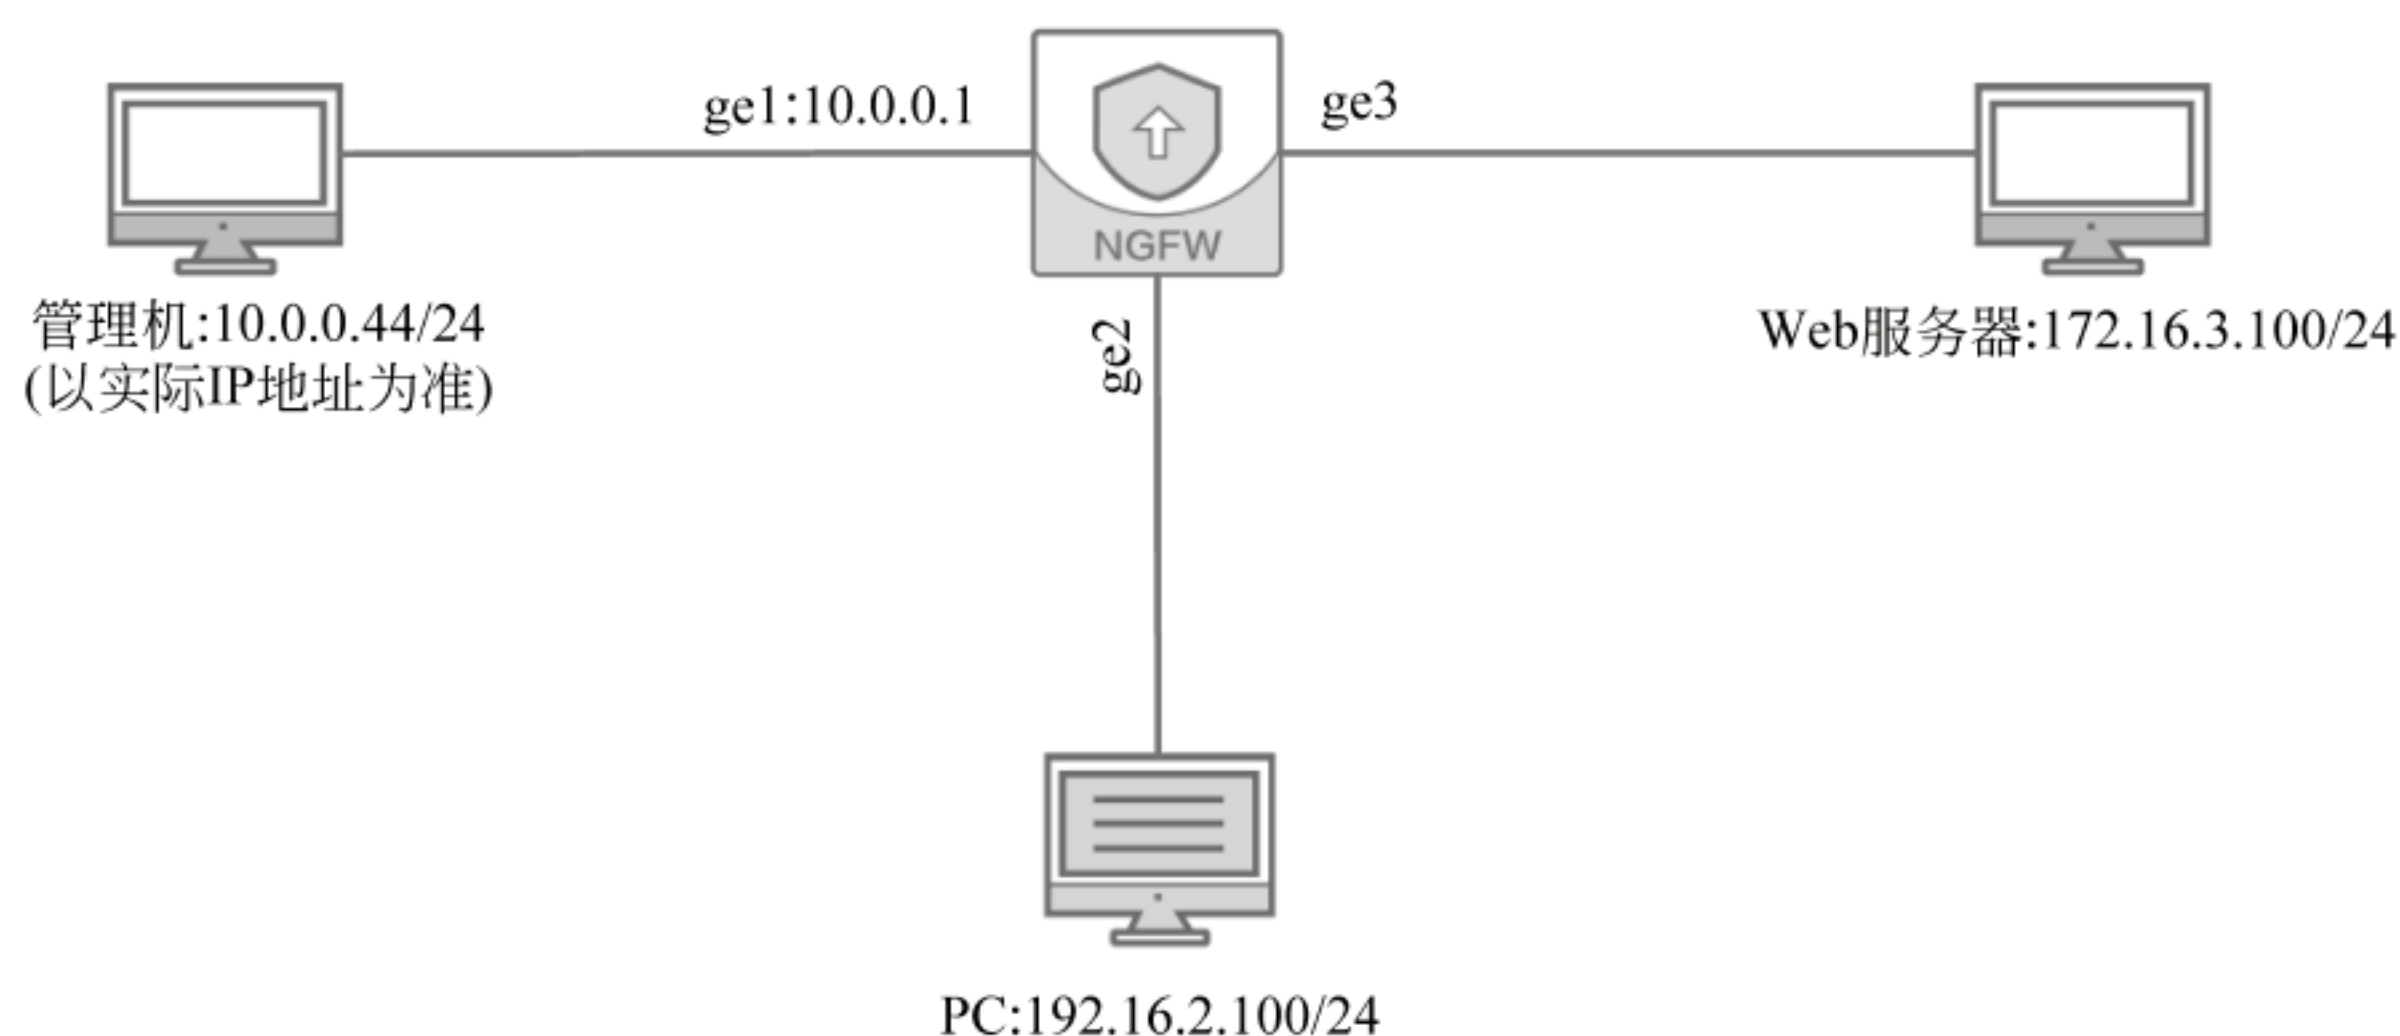 ge1:10.0.0.1
ge3
NGFW
管理机:10.0.0.44/24
(以实际IP地址为准)
Web服务器:172.16.3.100/24
ge2
PC:192.16.2.100/24